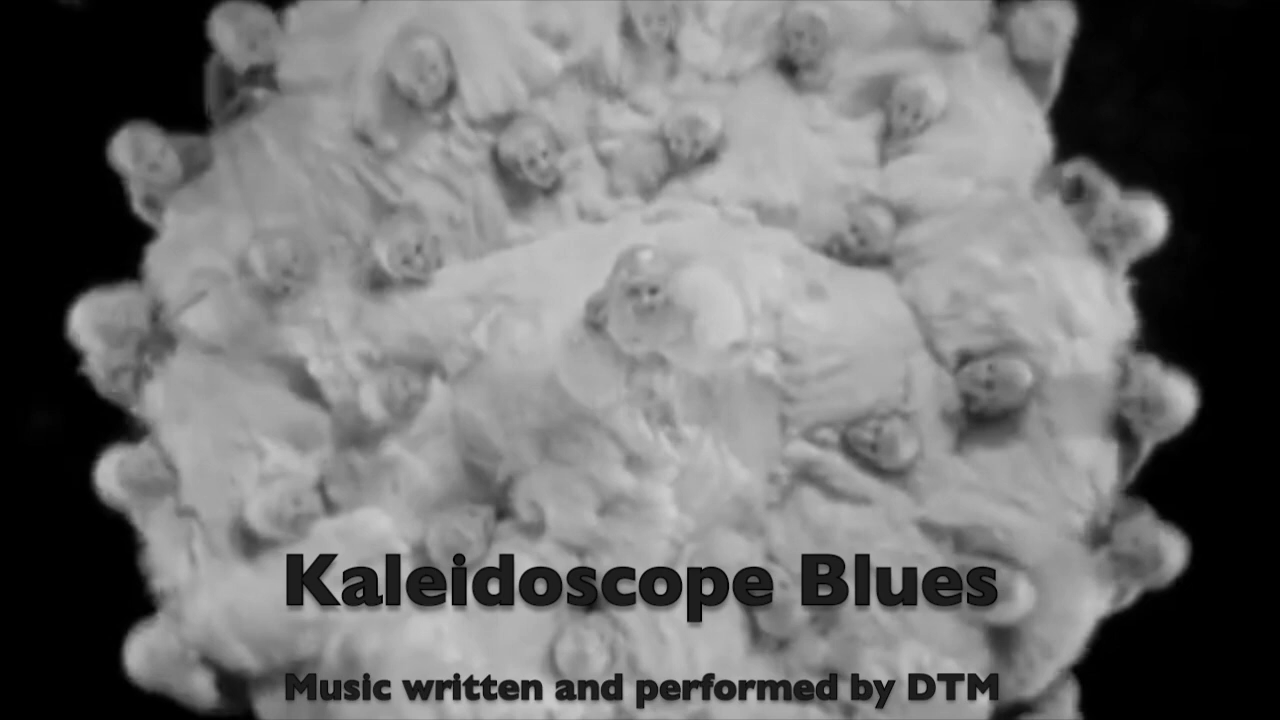 Kaleidoscope Blues
Music written and performed by DTM